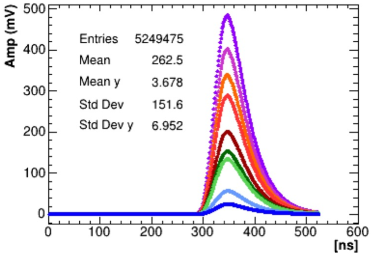 Amp (mV)
500
400
300
200
100
0
Entries 5249475
Mean 262.5
Mean y 3.678
Std Dev 151.6
Std Dev y 6.952
0 100 200 300 400 500 600
[ns]